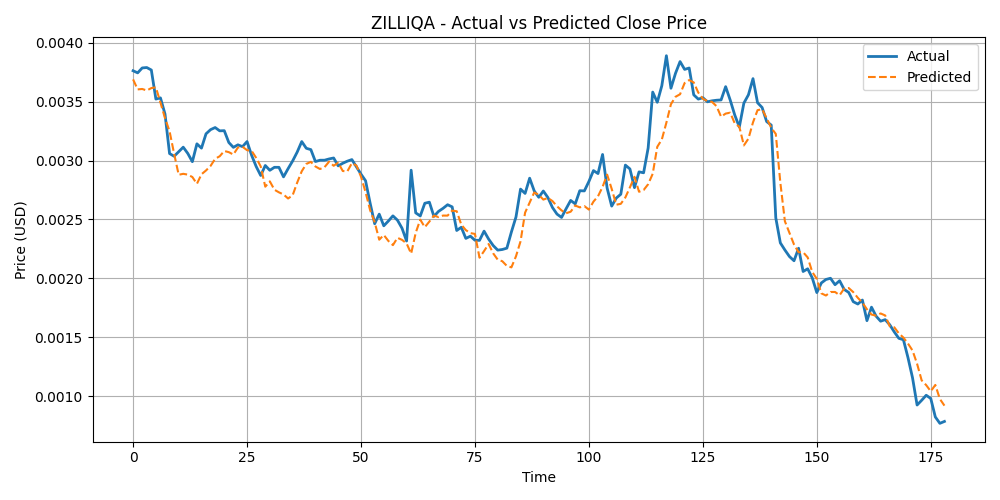 ZILLIQA - Actual vs Predicted Close Price
Actual
Predicted
Price (USD)
0.0040
0.0035
0.0030
0.0025
0.0020
0.0015
0.0010
0 25 50 75 100 125 150 175
Time